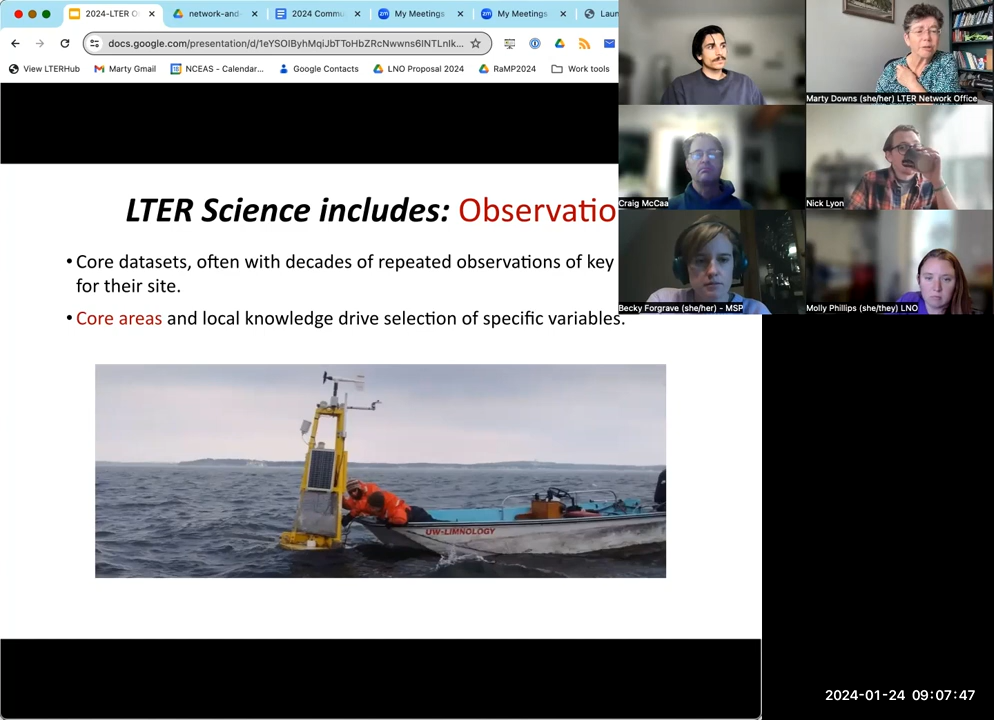 2024-LTER O
network-and-
2024 Commu
My Meetings
My Meetings
Laun
docs.google.com/presentation/d/1eYSOIByhMqiJbTToHbZRcNwwns6INTLnlk...
View LTERHub
Marty Gmail
NCEAS - Calendar...
Google Contacts
LNO Proposal 2024
RaMP2024
Work tools
Marty Downs (she/her) LTER Network Office
Craig McCaa
Nick Lyon
Becky Forgrave (she/her) - MSP
Molly Phillips (she/they) LNO
LTER Science includes: Observatio
• Core datasets, often with decades of repeated observations of key
for their site.
• Core areas and local knowledge drive selection of specific variables.
UW-LIMNOLOGY
2024-01-24 09:07:47